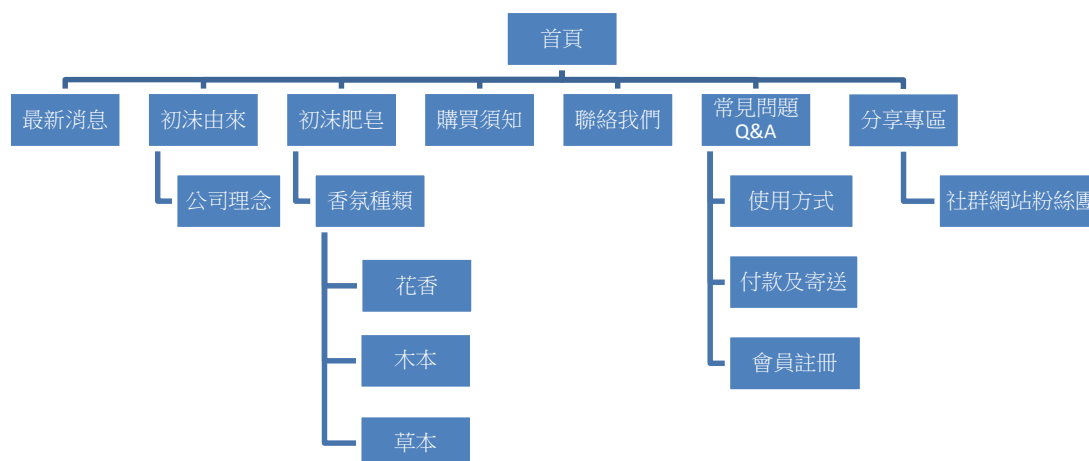 首頁
最新消息
初沫由來
初沫肥皂
購買須知
聯絡我們
常見問題
Q&A
分享專區
公司理念
香氛種類
使用方式
社群網站粉絲團
花香
付款及寄送
木本
會員註冊
草本